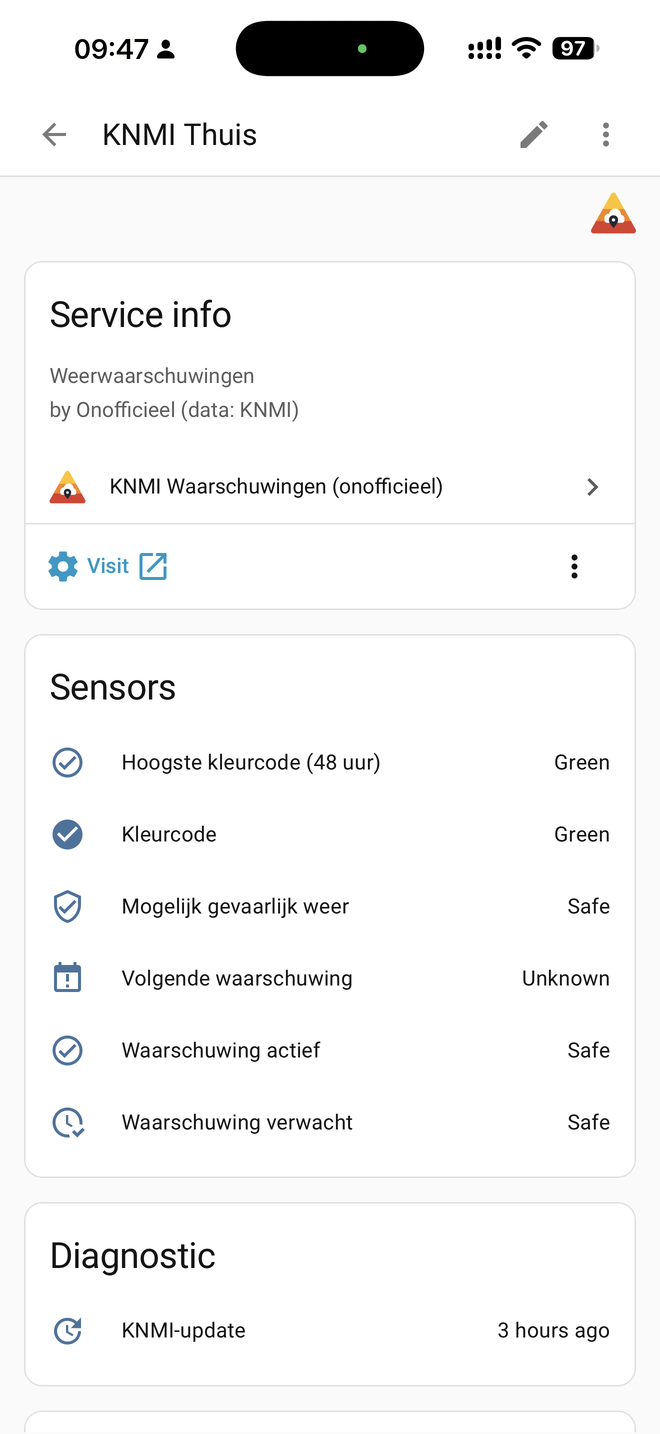 09:47
97
KNMI Thuis
Service info
Weerwaarschuwingen
by Onofficieel (data: KNMI)
KNMI Waarschuwingen (onofficieel)
Visit
Sensors
Hoogste kleurcode (48 uur) Green
Kleurcode Green
Mogelijk gevaarlijk weer Safe
Volgende waarschuwing Unknown
Waarschuwing actief Safe
Waarschuwing verwacht Safe
Diagnostic
KNMI-update 3 hours ago